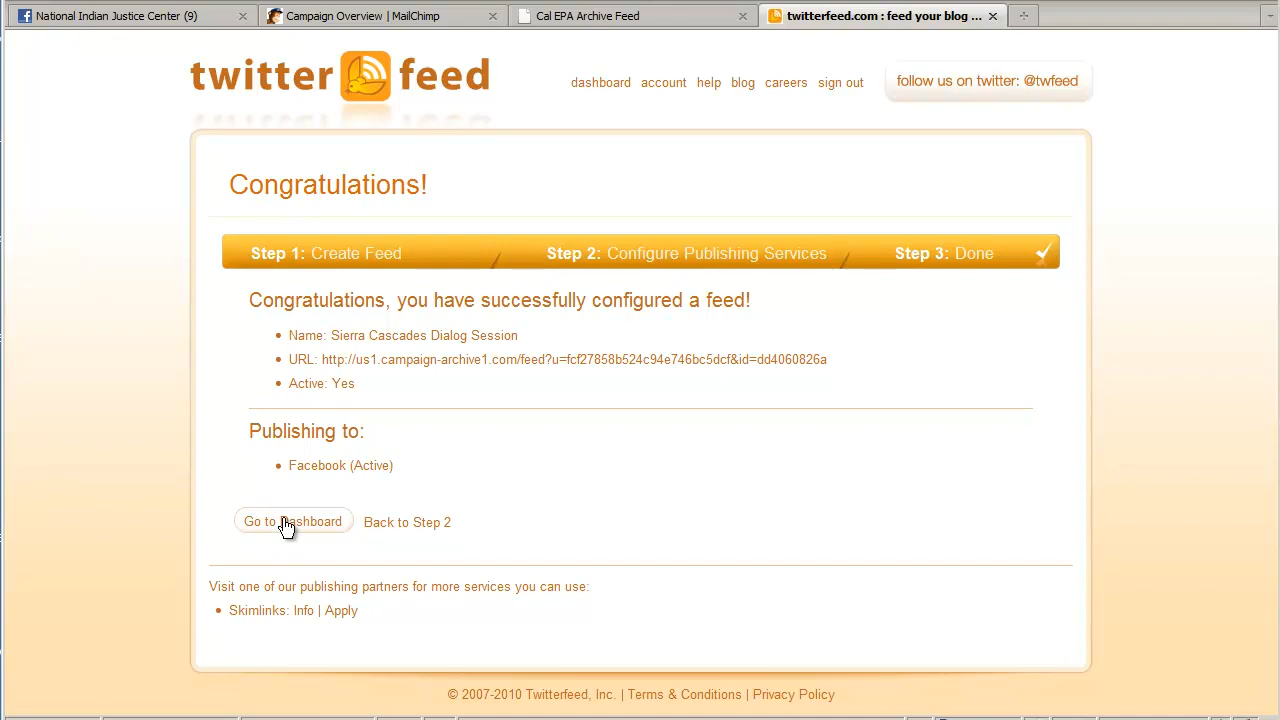 National Indian Justice Center (9)
Campaign Overview | MailChimp
Cal EPA Archive Feed
twitterfeed.com : feed your blog ...
twitter feed
dashboard account help blog careers sign out
follow us on twitter: @twfeed
Congratulations!
Step 1: Create Feed
Step 2: Configure Publishing Services
Step 3: Done
Congratulations, you have successfully configured a feed!
Name: Sierra Cascades Dialog Session
URL: http://us1.campaign-archive1.com/feed?u=fcf27858b524c94e746bc5dcf&id=dd4060826a
Active: Yes
Publishing to:
Facebook (Active)
Go to Dashboard Back to Step 2
Visit one of our publishing partners for more services you can use:
Skimlinks: Info | Apply
© 2007-2010 Twitterfeed, Inc. | Terms & Conditions | Privacy Policy